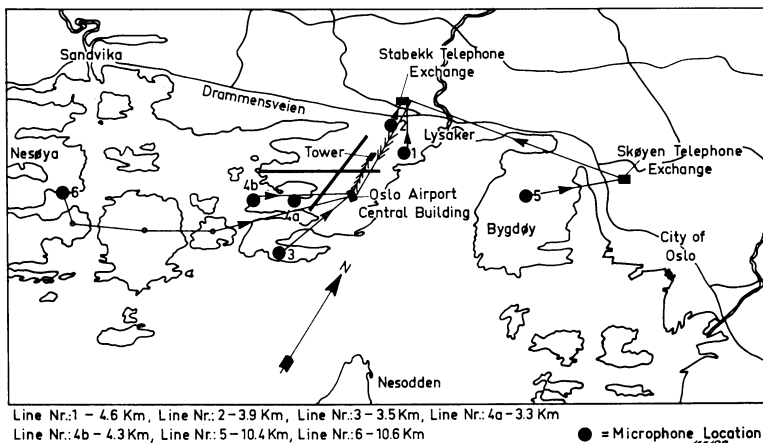 Sandvika
Stabekk Telephone
Exchange
Drammensveien
2
Lysaker
1
Tower
Skøyen Telephone
Exchange
Nesøya
6
4b
4a
Oslo Airport
Central Building
5
Bygdøy
City of
Oslo
3
N
Nesodden
Line Nr.:1 – 4.6 Km, Line Nr.:2–3.9 Km, Line Nr.:3–3.5Km, Line Nr.:4a–3.3 Km
Line Nr.:4b – 4.3 Km, Line Nr.:5–10.4 Km, Line Nr.:6–10.6 Km
= Microphone Location